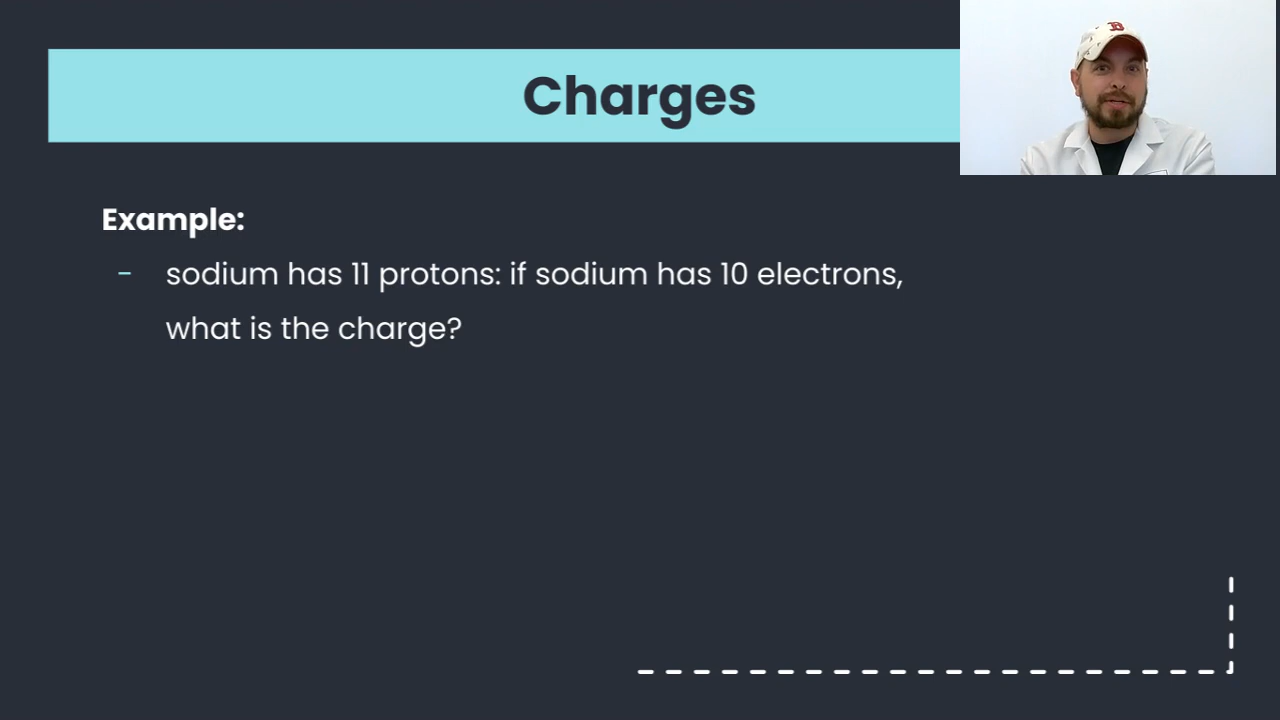 Charges
B
Example:
- sodium has 11 protons: if sodium has 10 electrons,
what is the charge?